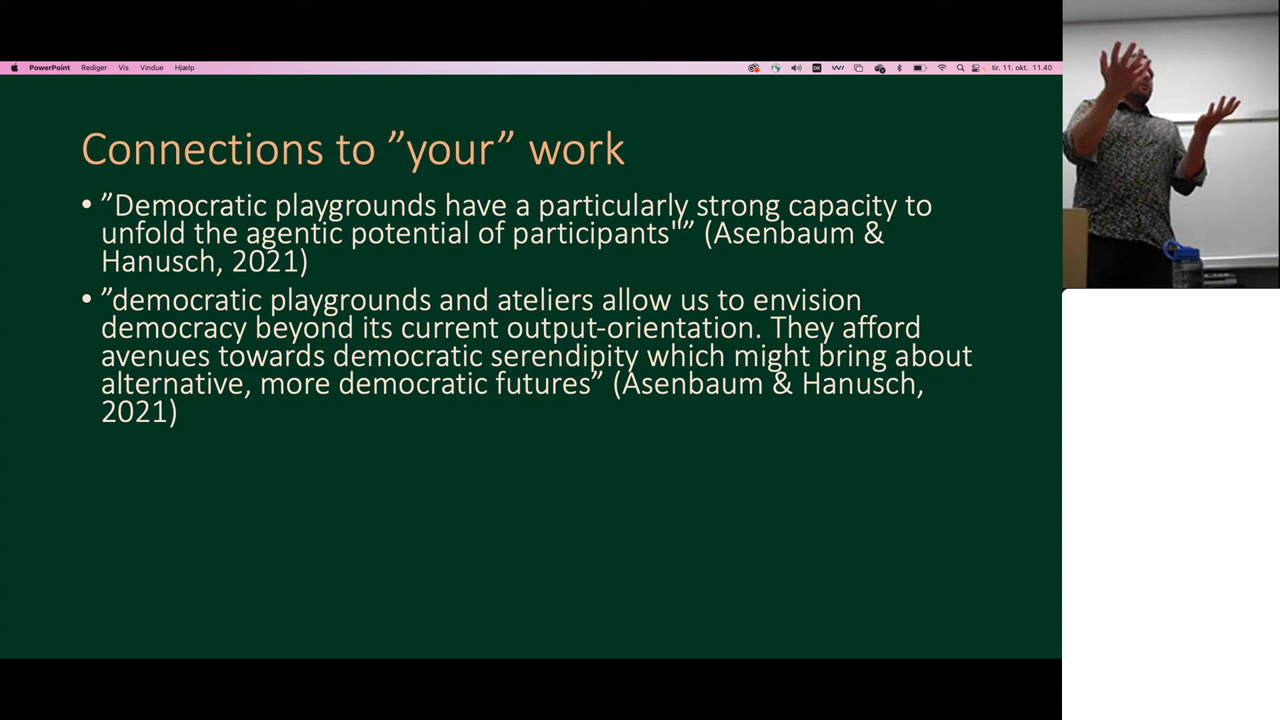 PowerPoint Rediger Vis Vindue Hjælp
DK tir. 11. okt. 11.40
Connections to ”your” work
• ”Democratic playgrounds have a particularly strong capacity to
unfold the agentic potential of participants"” (Asenbaum &
Hanusch, 2021)
• ”democratic playgrounds and ateliers allow us to envision
democracy beyond its current output-orientation. They afford
avenues towards democratic serendipity which might bring about
alternative, more democratic futures” (Asenbaum & Hanusch,
2021)